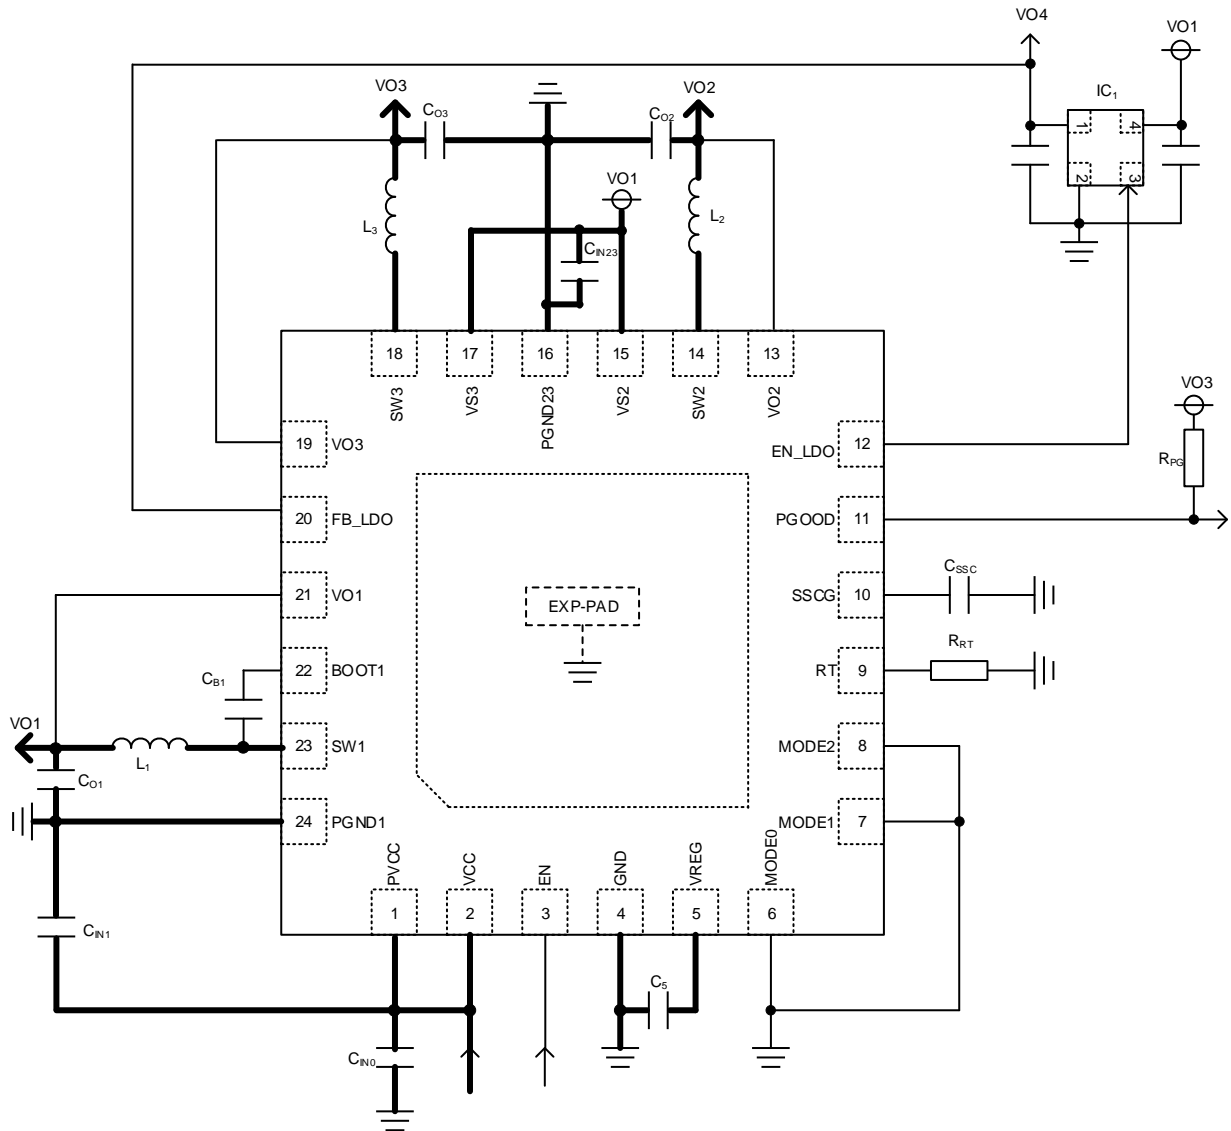 VO4
VO1
IC1
1
4
2
3
VO3
CO3
CO2
VO2
VO1
L3
CIN23
L2
18
17
16
15
14
13
SW3
VS3
PGND23
VS2
SW2
VO2
VO3
RPG
19
VO3
EN_LDO
12
20
FB_LDO
PGOOD
11
21
VO1
SSCG
10
CSSC
EXP-PAD
22
BOOT1
RT
9
RRT
CB1
VO1
L1
23
SW1
MODE2
8
CO1
24
PGND1
MODE1
7
PVCC
VCC
EN
GND
VREG
MODE0
1
2
3
4
5
6
CIN1
C5
CIN0